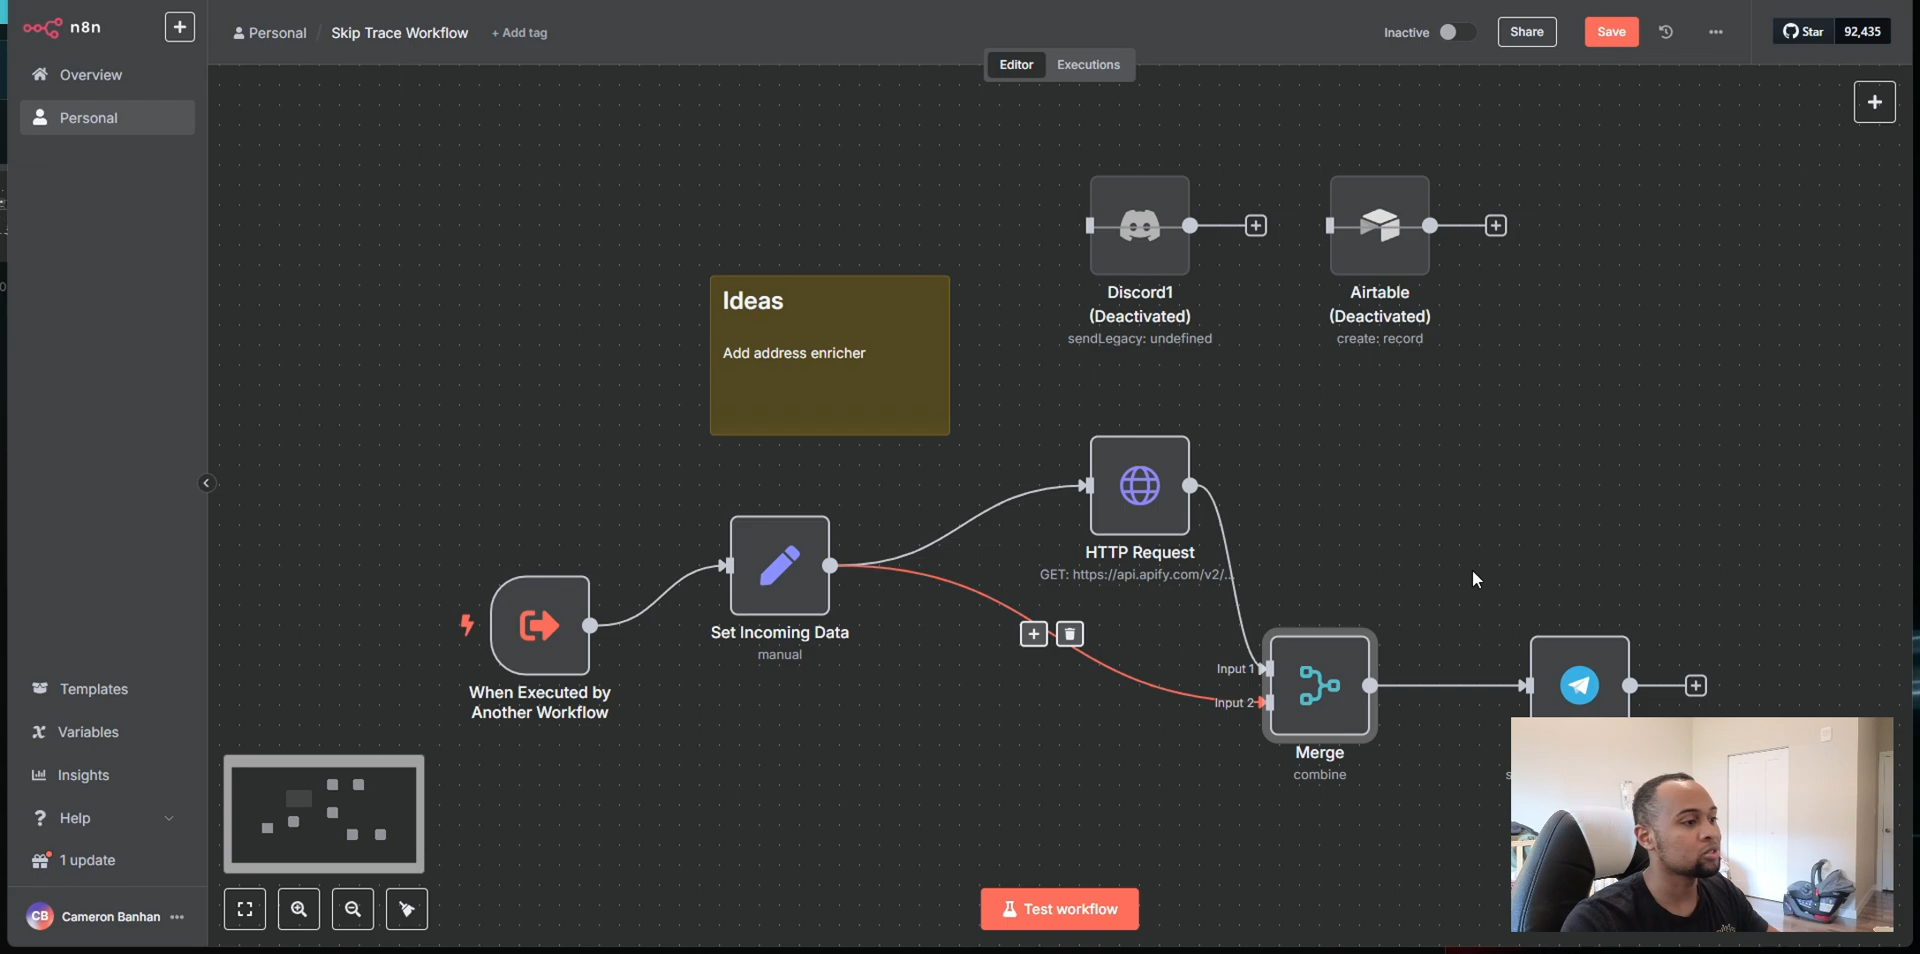 n8n
Overview
Personal
Templates
Variables
Insights
Help
1 update
CB
Cameron Banhan
Personal / Skip Trace Workflow + Add tag
Inactive
Share
Save
Star 92,435
Editor Executions
Discord1
(Deactivated)
sendLegacy: undefined
Airtable
(Deactivated)
create: record
Ideas
Add address enricher
HTTP Request
GET: https://api.apify.com/v2/...
Set Incoming Data
manual
When Executed by
Another Workflow
Input 1
Input 2
Merge
combine
Test workflow